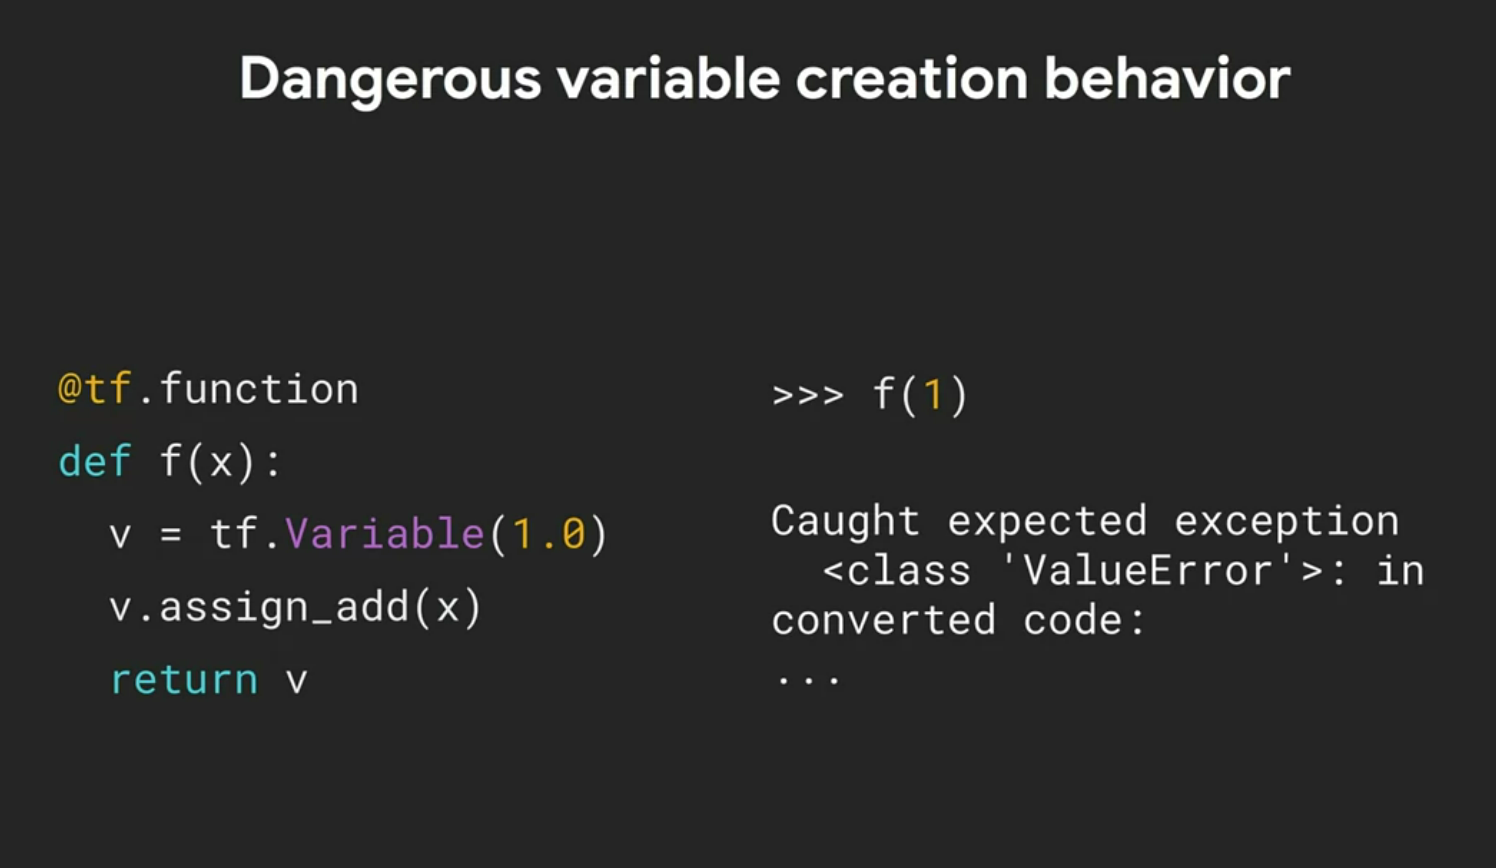 Dangerous variable creation behavior
@tf.function
def f(x):
  v = tf.Variable(1.0)
  v.assign_add(x)
  return v
>>> f(1)
Caught expected exception
  <class 'ValueError'>: in
converted code:
...